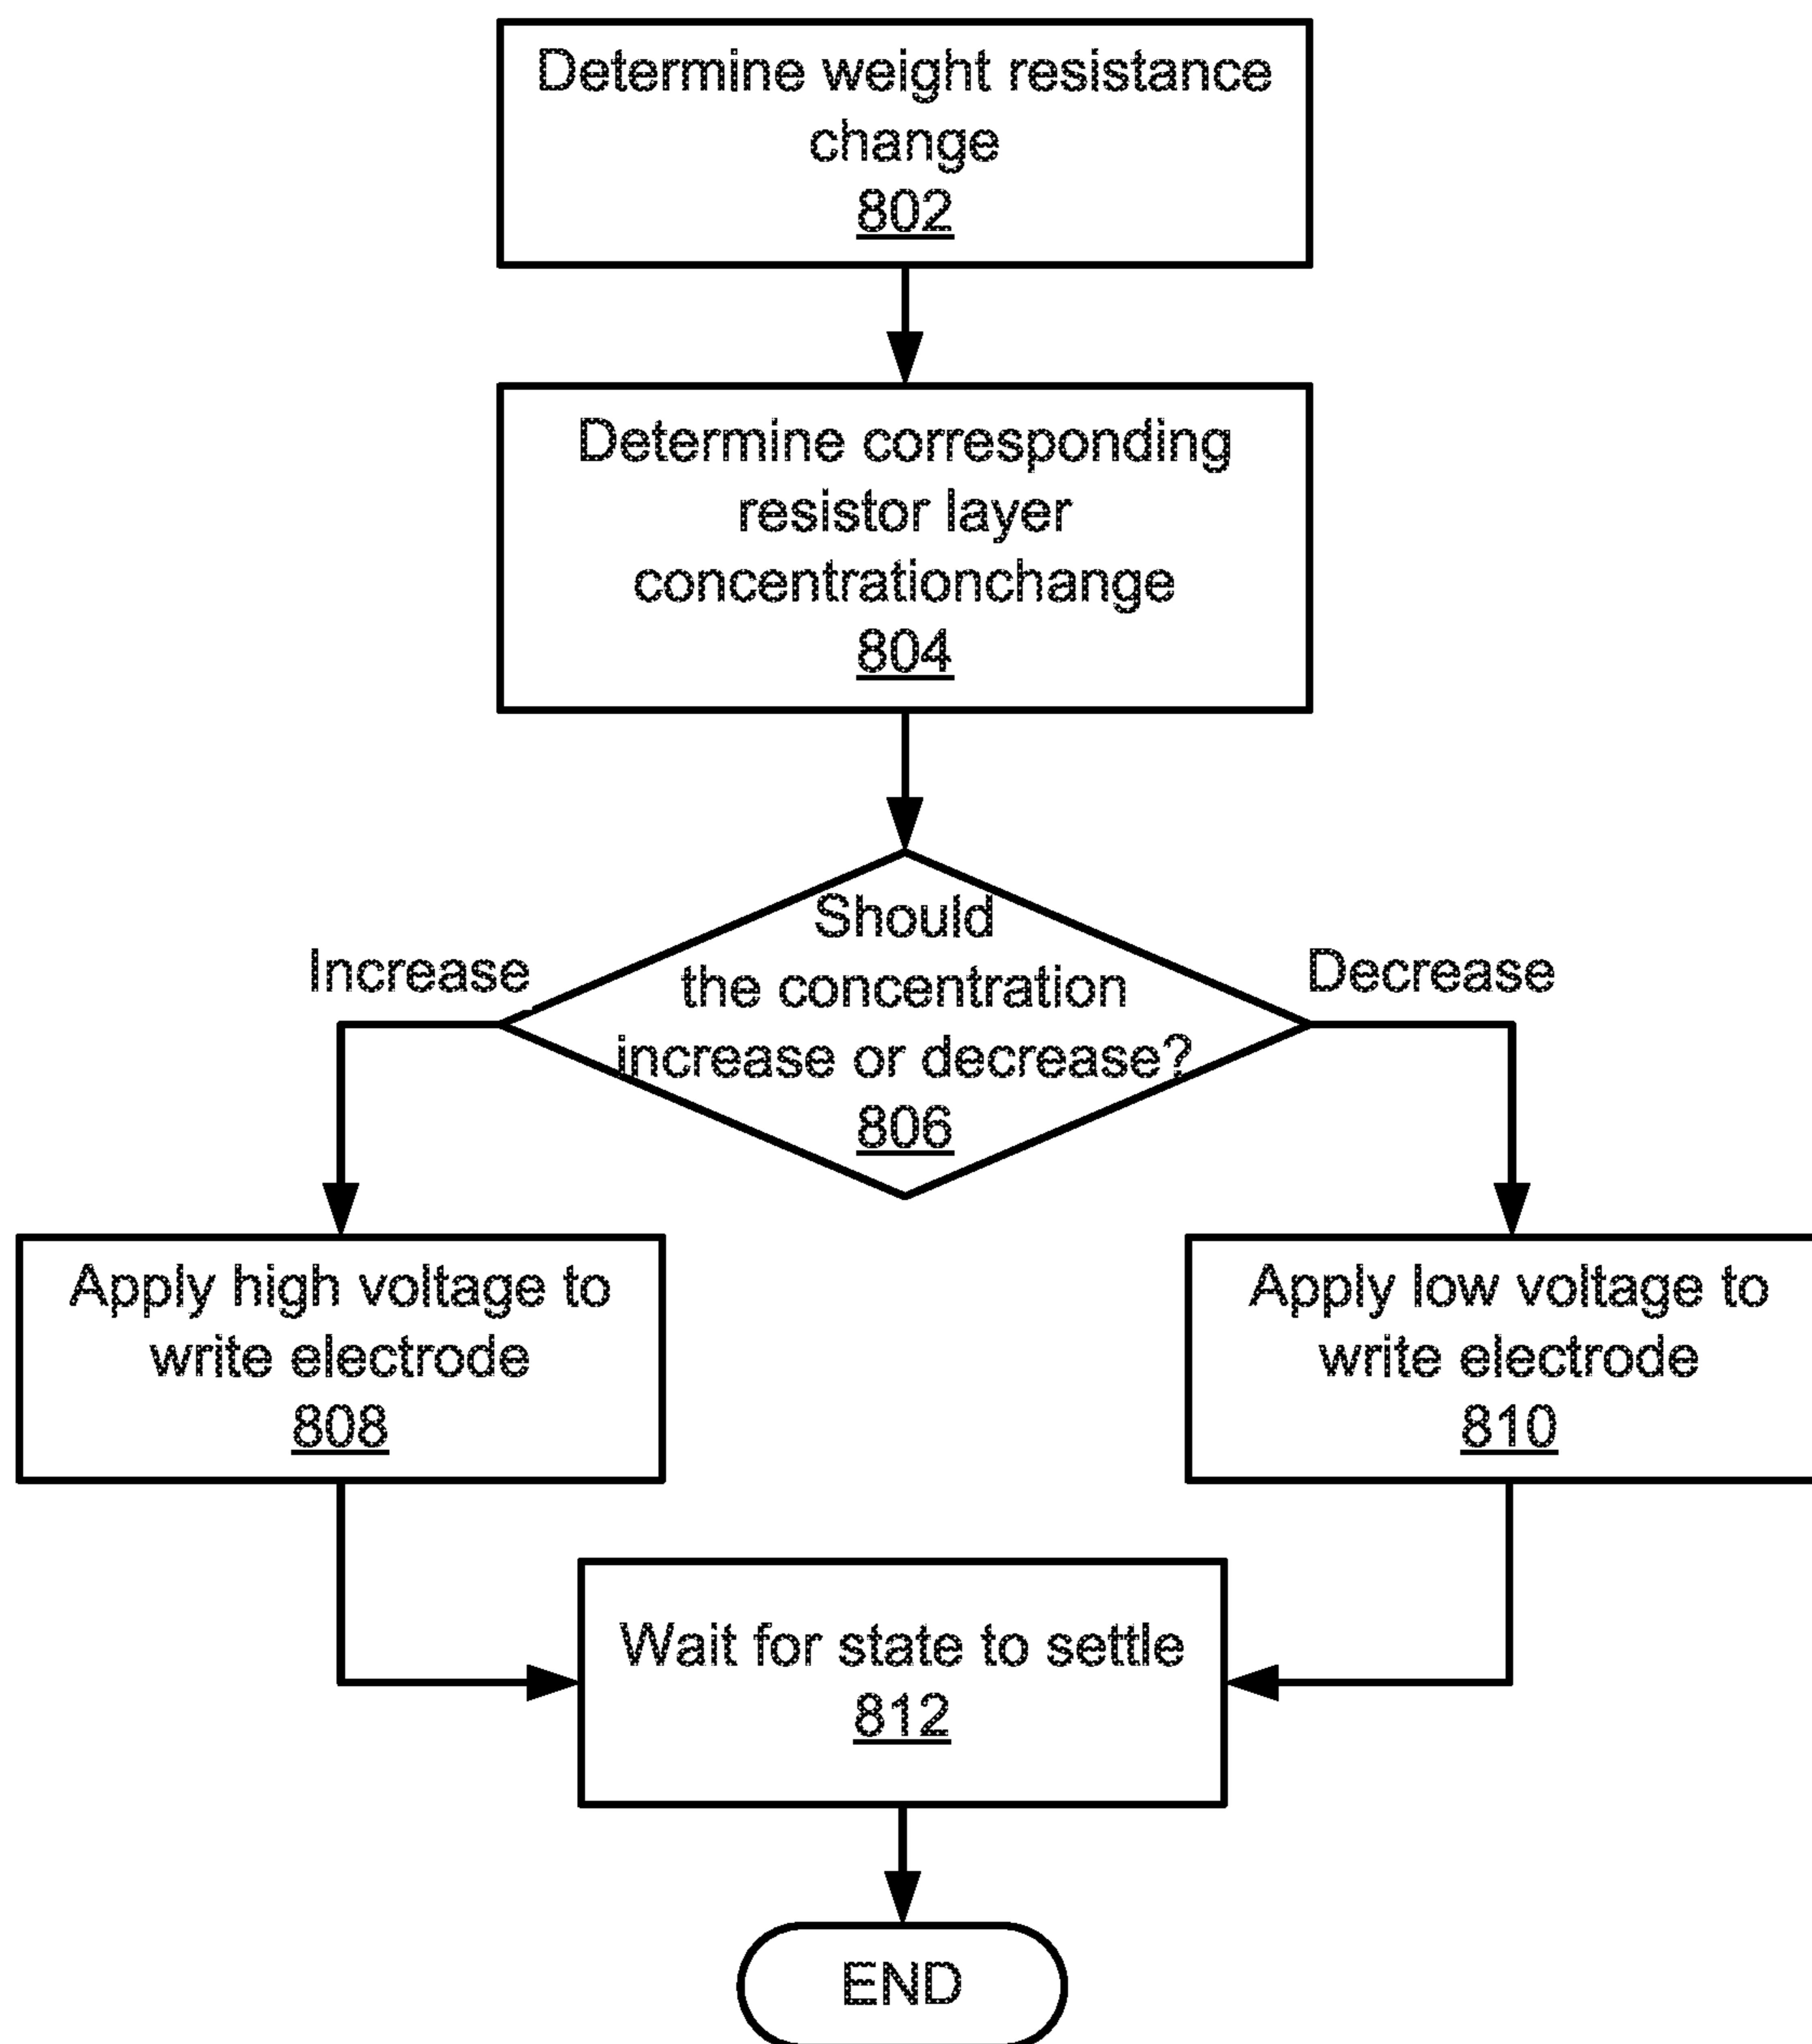 Determine weight resistance
change
802
Determine corresponding
resistor layer
concentrationchange
804
Should
the concentration
increase or decrease?
806
Increase
Decrease
Apply high voltage to
write electrode
808
Apply low voltage to
write electrode
810
Wait for state to settle
812
END